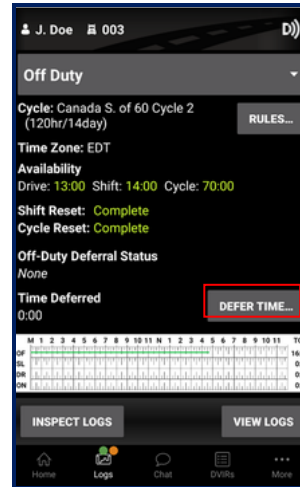 J. Doe 003 D
Off Duty
Cycle: Canada S. of 60 Cycle 2
(120hr/14day)
RULES...
Time Zone: EDT
Availability
Drive: 13:00 Shift: 14:00 Cycle: 70:00
Shift Reset: Complete
Cycle Reset: Complete
Off-Duty Deferral Status
None
Time Deferred
0:00
DEFER TIME...
M 1 2 3 4 5 6 7 8 9 10 11 N 1 2 3 4 5 6 7 8 9 10 11
OF
SL
DR
ON
INSPECT LOGS
VIEW LOGS
Home Logs Chat DVIRs More